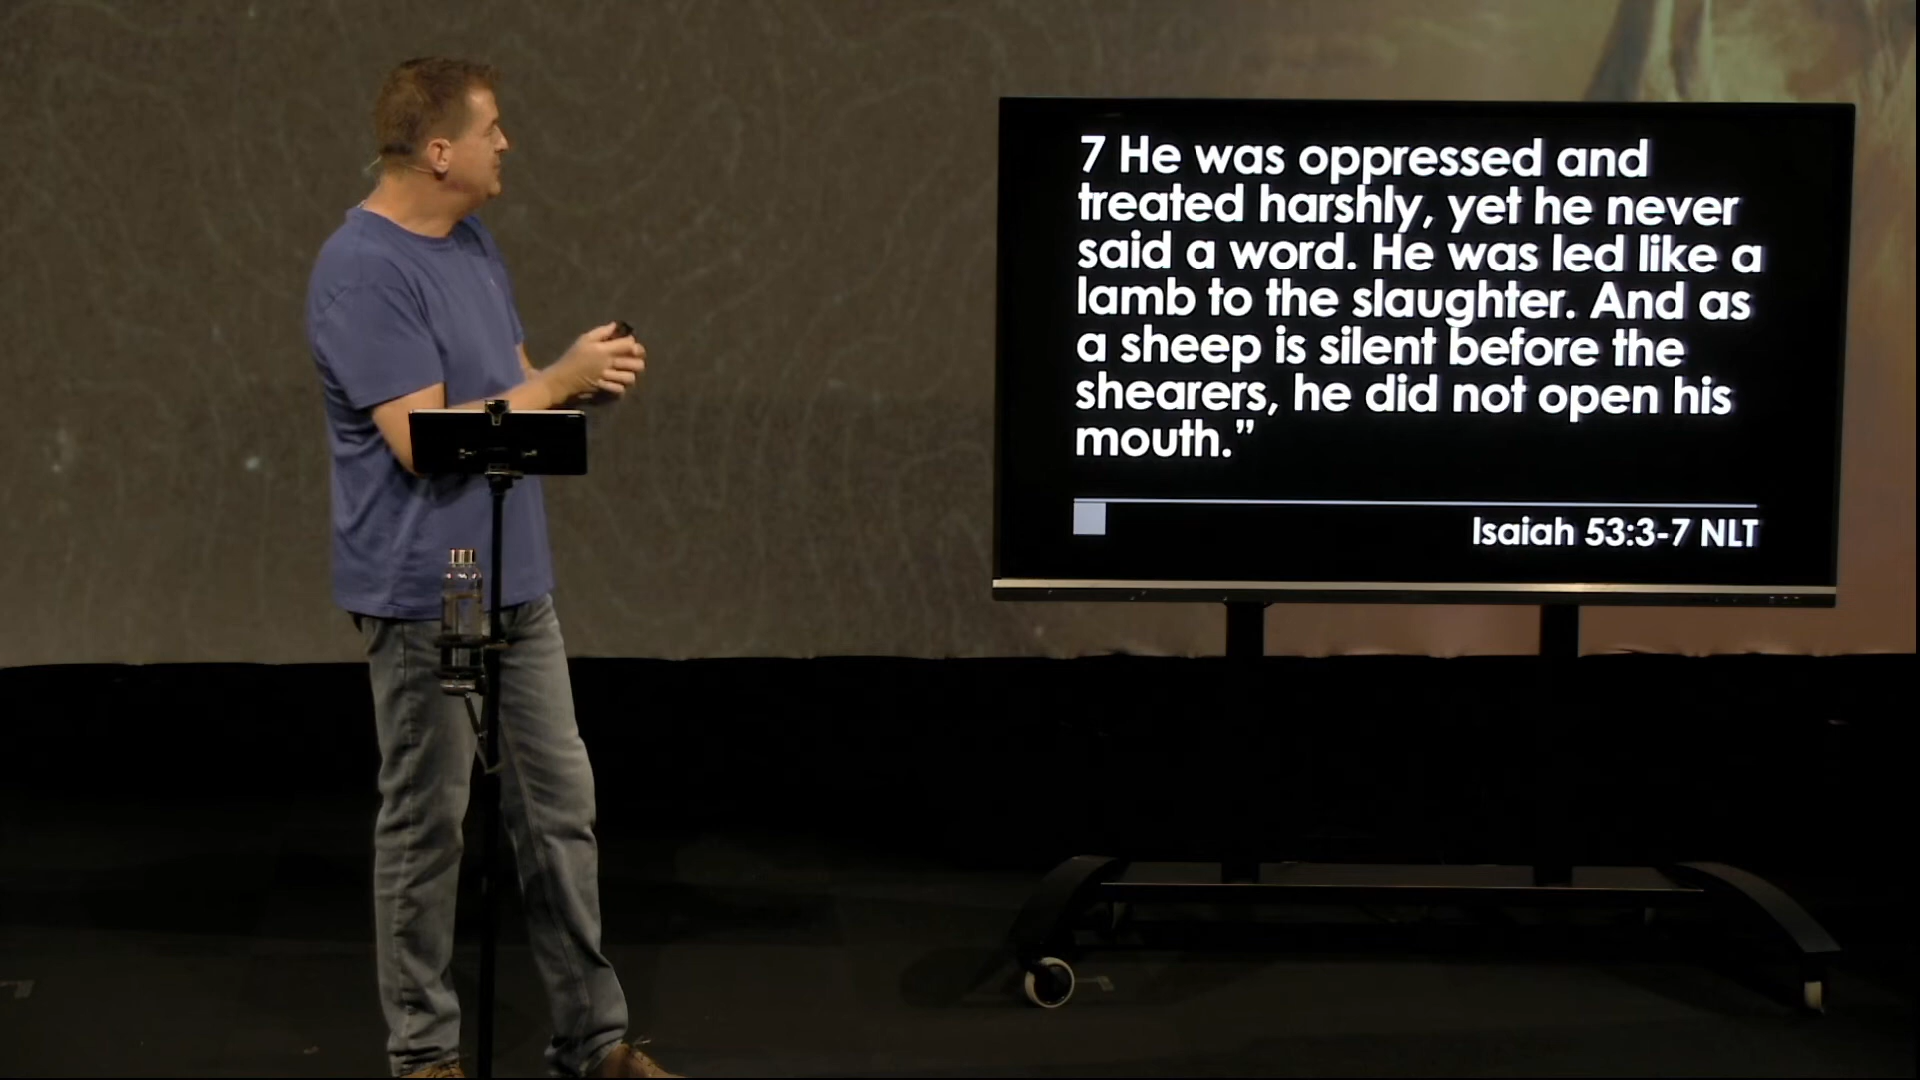 7 He was oppressed and
treated harshly, yet he never
said a word. He was led like a
lamb to the slaughter. And as
a sheep is silent before the
shearers, he did not open his
mouth.”
Isaiah 53:3-7 NLT